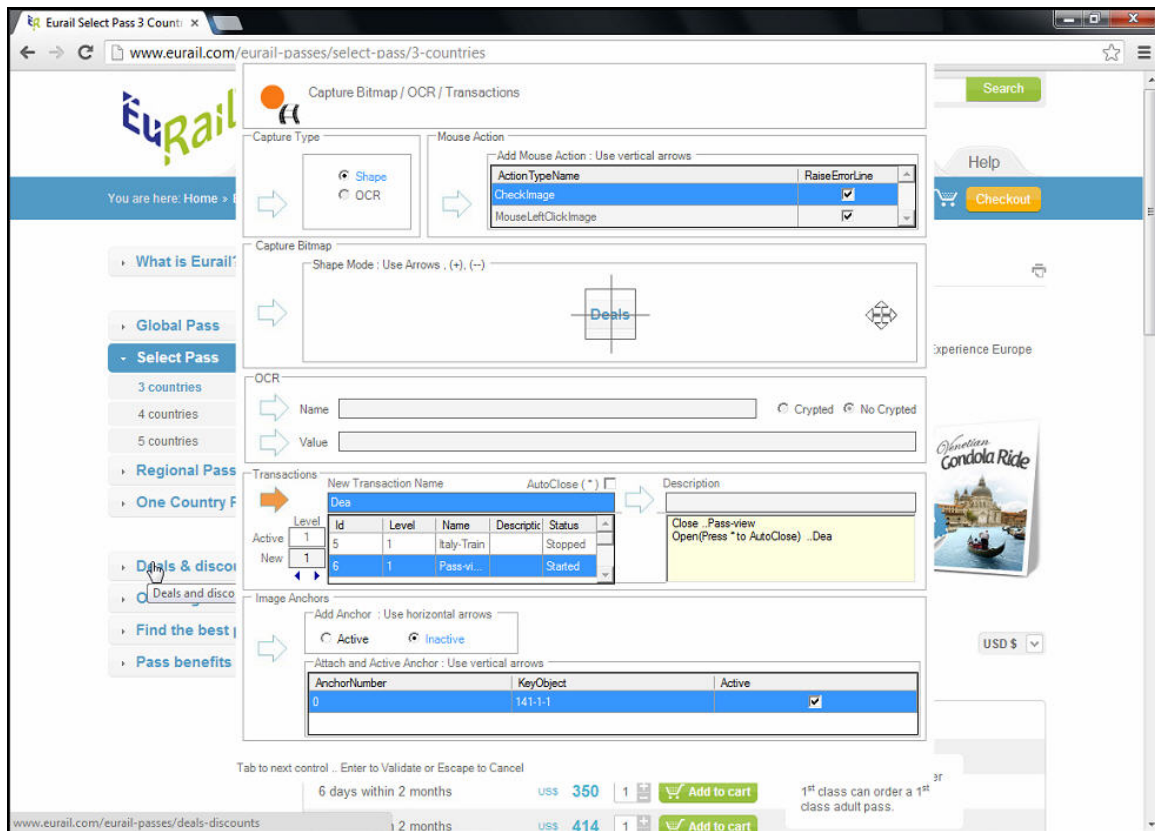 Eurail Select Pass 3 Countr
www.eurail.com/eurail-passes/select-pass/3-countries
EuRail
Search
Help
You are here: Home »
Checkout
What is Eurail?
Global Pass
Select Pass
3 countries
4 countries
5 countries
Regional Pass
One Country
Deals & discou
Deals and disco
Find the best
Pass benefits
Capture Bitmap / OCR / Transactions
Capture Type
Shape
OCR
Mouse Action
Add Mouse Action : Use vertical arrows
ActionTypeName RaiseErrorLine
CheckImage
MouseLeftClickImage
Capture Bitmap
Shape Mode : Use Arrows , (+), (--)
Deals
OCR
Name
Crypted No Crypted
Value
Transactions
New Transaction Name AutoClose ( * )
Dea
Level
Active 1
New 1
Id Level Name Descriptic Status
5 1 Italy-Train Stopped
6 1 Pass-vi... Started
Description
Close ..Pass-view
Open(Press * to AutoClose) ..Dea
Image Anchors
Add Anchor : Use horizontal arrows
Active Inactive
Attach and Active Anchor : Use vertical arrows
AnchorNumber KeyObject Active
0 141-1-1
Tab to next control .. Enter to Validate or Escape to Cancel
Experience Europe
Venetian
Gondola Ride
USD $
6 days within 2 months US$ 350 1 Add to cart
2 months US$ 414 1 Add to cart
er
1st class can order a 1st
class adult pass.
www.eurail.com/eurail-passes/deals-discounts